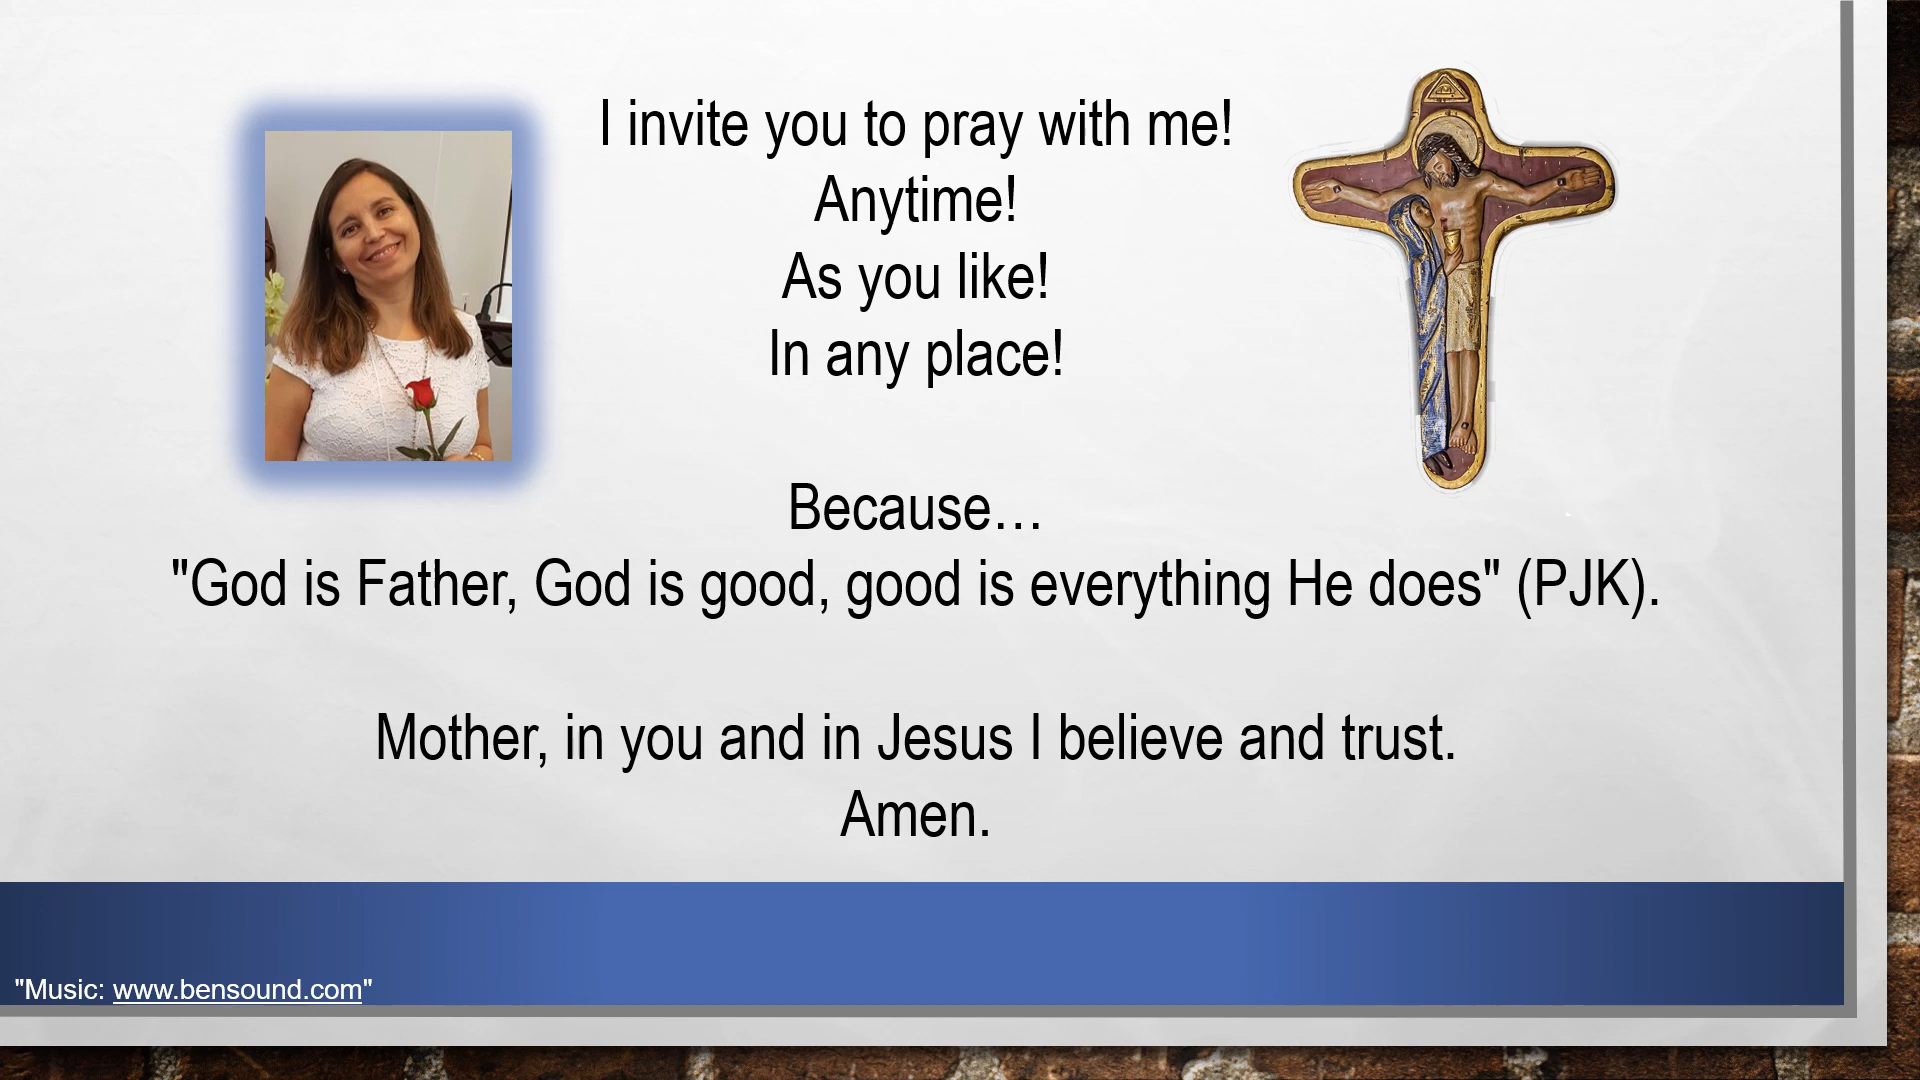 I invite you to pray with me!
Anytime!
As you like!
In any place!
Because…
"God is Father, God is good, good is everything He does" (PJK).
Mother, in you and in Jesus I believe and trust.
Amen.
"Music: www.bensound.com"